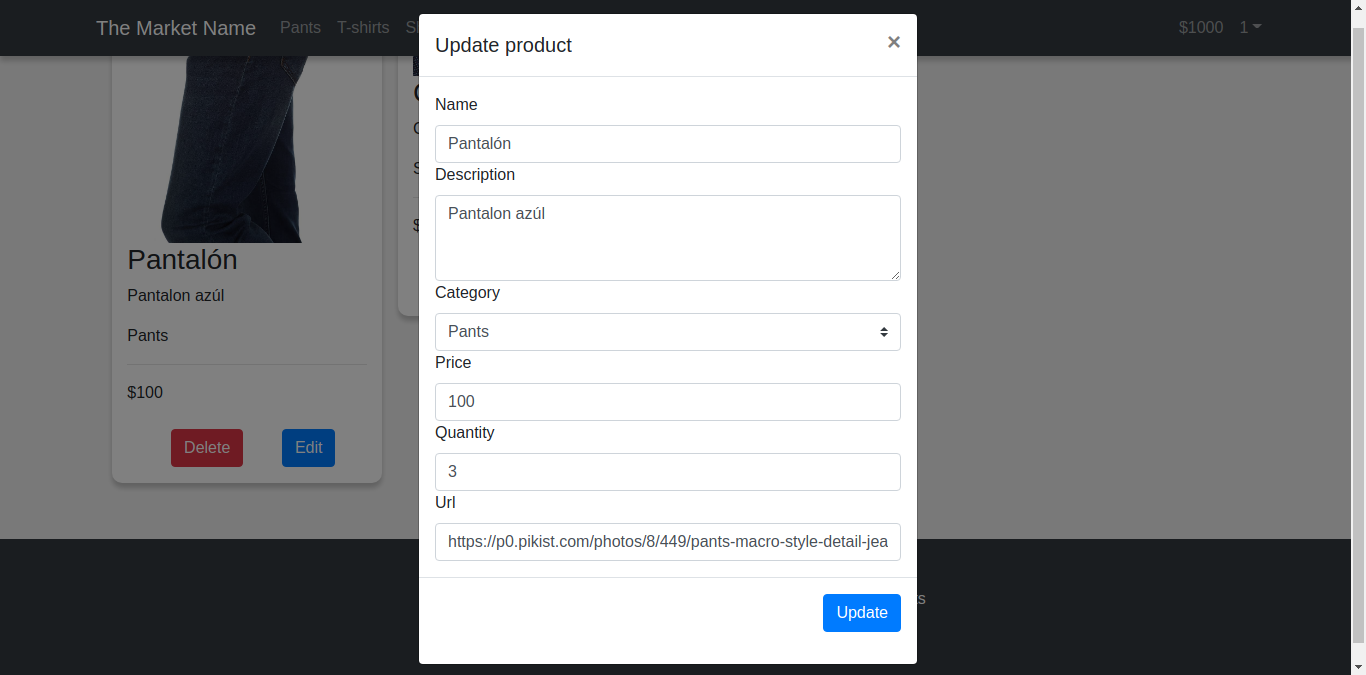 The Market Name Pants T-shirts $1000 1
Update product ×
Name
Pantalón
Description
Pantalon azúl
Category
Pants
Price
100
Quantity
3
Url
https://p0.pikist.com/photos/8/449/pants-macro-style-detail-jea
Update
Pantalón
Pantalon azúl
Pants
$100
Delete Edit